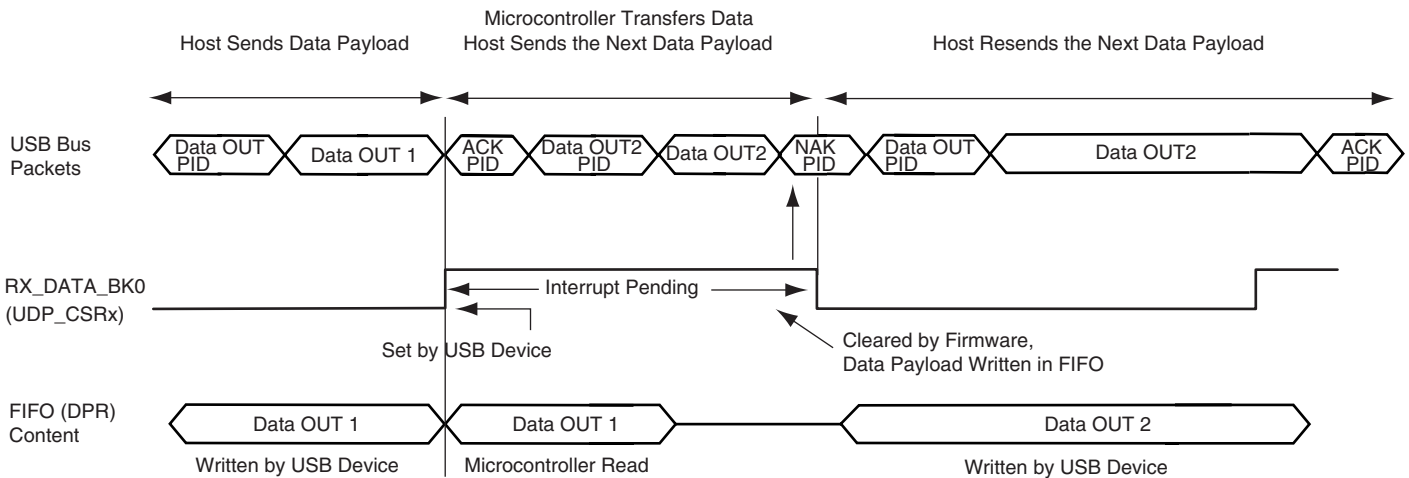 Microcontroller Transfers Data
Host Sends Data Payload
Host Sends the Next Data Payload
Host Resends the Next Data Payload
USB Bus
Packets
Data OUT
PID
Data OUT 1
ACK
PID
Data OUT2
PID
Data OUT2
NAK
PID
Data OUT
PID
Data OUT2
ACK
PID
RX_DATA_BK0
(UDP_CSRx)
Interrupt Pending
Set by USB Device
Cleared by Firmware,
Data Payload Written in FIFO
FIFO (DPR)
Content
Data OUT 1
Data OUT 1
Data OUT 2
Written by USB Device
Microcontroller Read
Written by USB Device